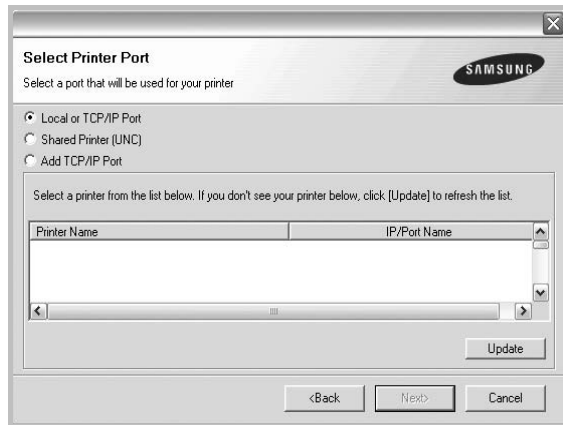 Select Printer Port
Select a port that will be used for your printer
SAMSUNG
Local or TCP/IP Port
Shared Printer (UNC)
Add TCP/IP Port
Select a printer from the list below. If you don't see your printer below, click [Update] to refresh the list.
Printer Name IP/Port Name
Update
<Back Next> Cancel